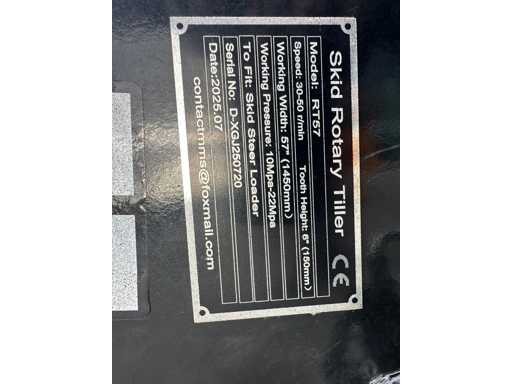 Skid Rotary Tiller
Model: RT57 CE
Speed: 30-50 r/min Tooth Height: 6" (150mm)
Working Width: 57" (1450mm)
Working Pressure: 10Mpa-22Mpa
To Fit: Skid Steer Loader
Serial No: D-XGJ250720
Date:2025.07
contactmms@foxmail.com